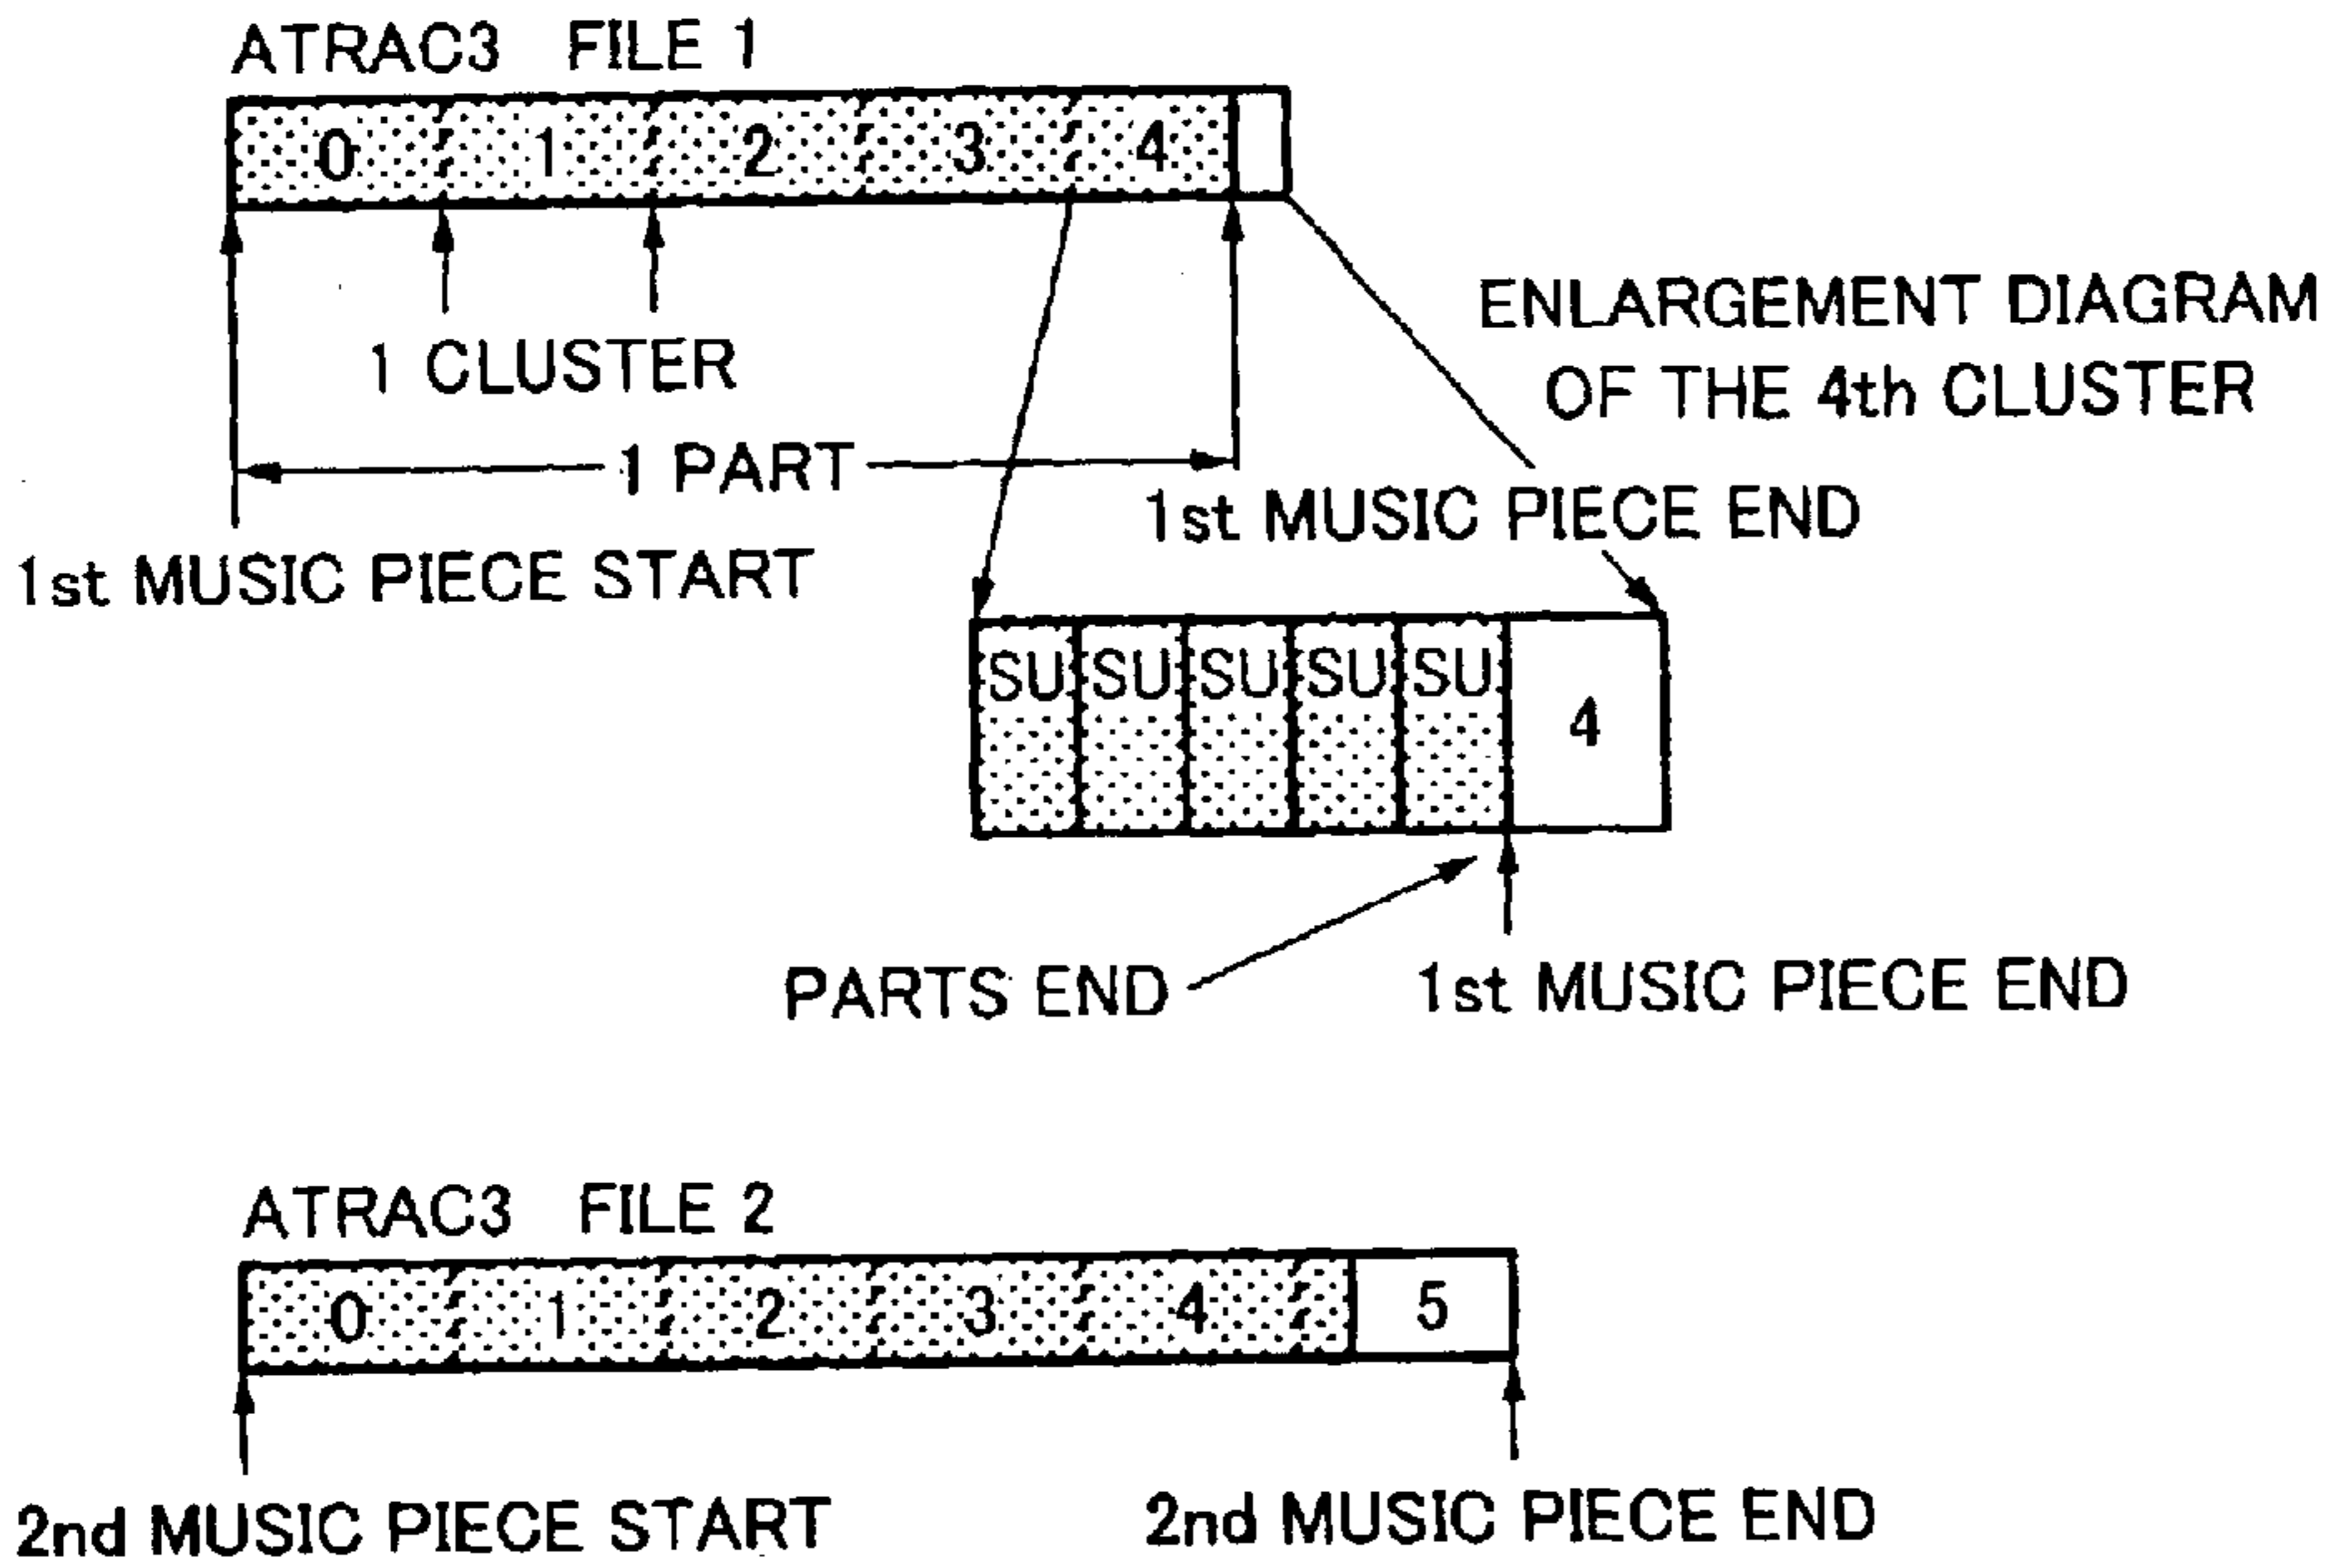 ATRAC3 FILE 1
0 1 2 3 4
1 CLUSTER
ENLARGEMENT DIAGRAM
OF THE 4th CLUSTER
1 PART
1st MUSIC PIECE END
1st MUSIC PIECE START
SU SU SU SU SU
4
PARTS END
1st MUSIC PIECE END
ATRAC3 FILE 2
0 1 2 3 4 5
2nd MUSIC PIECE START
2nd MUSIC PIECE END